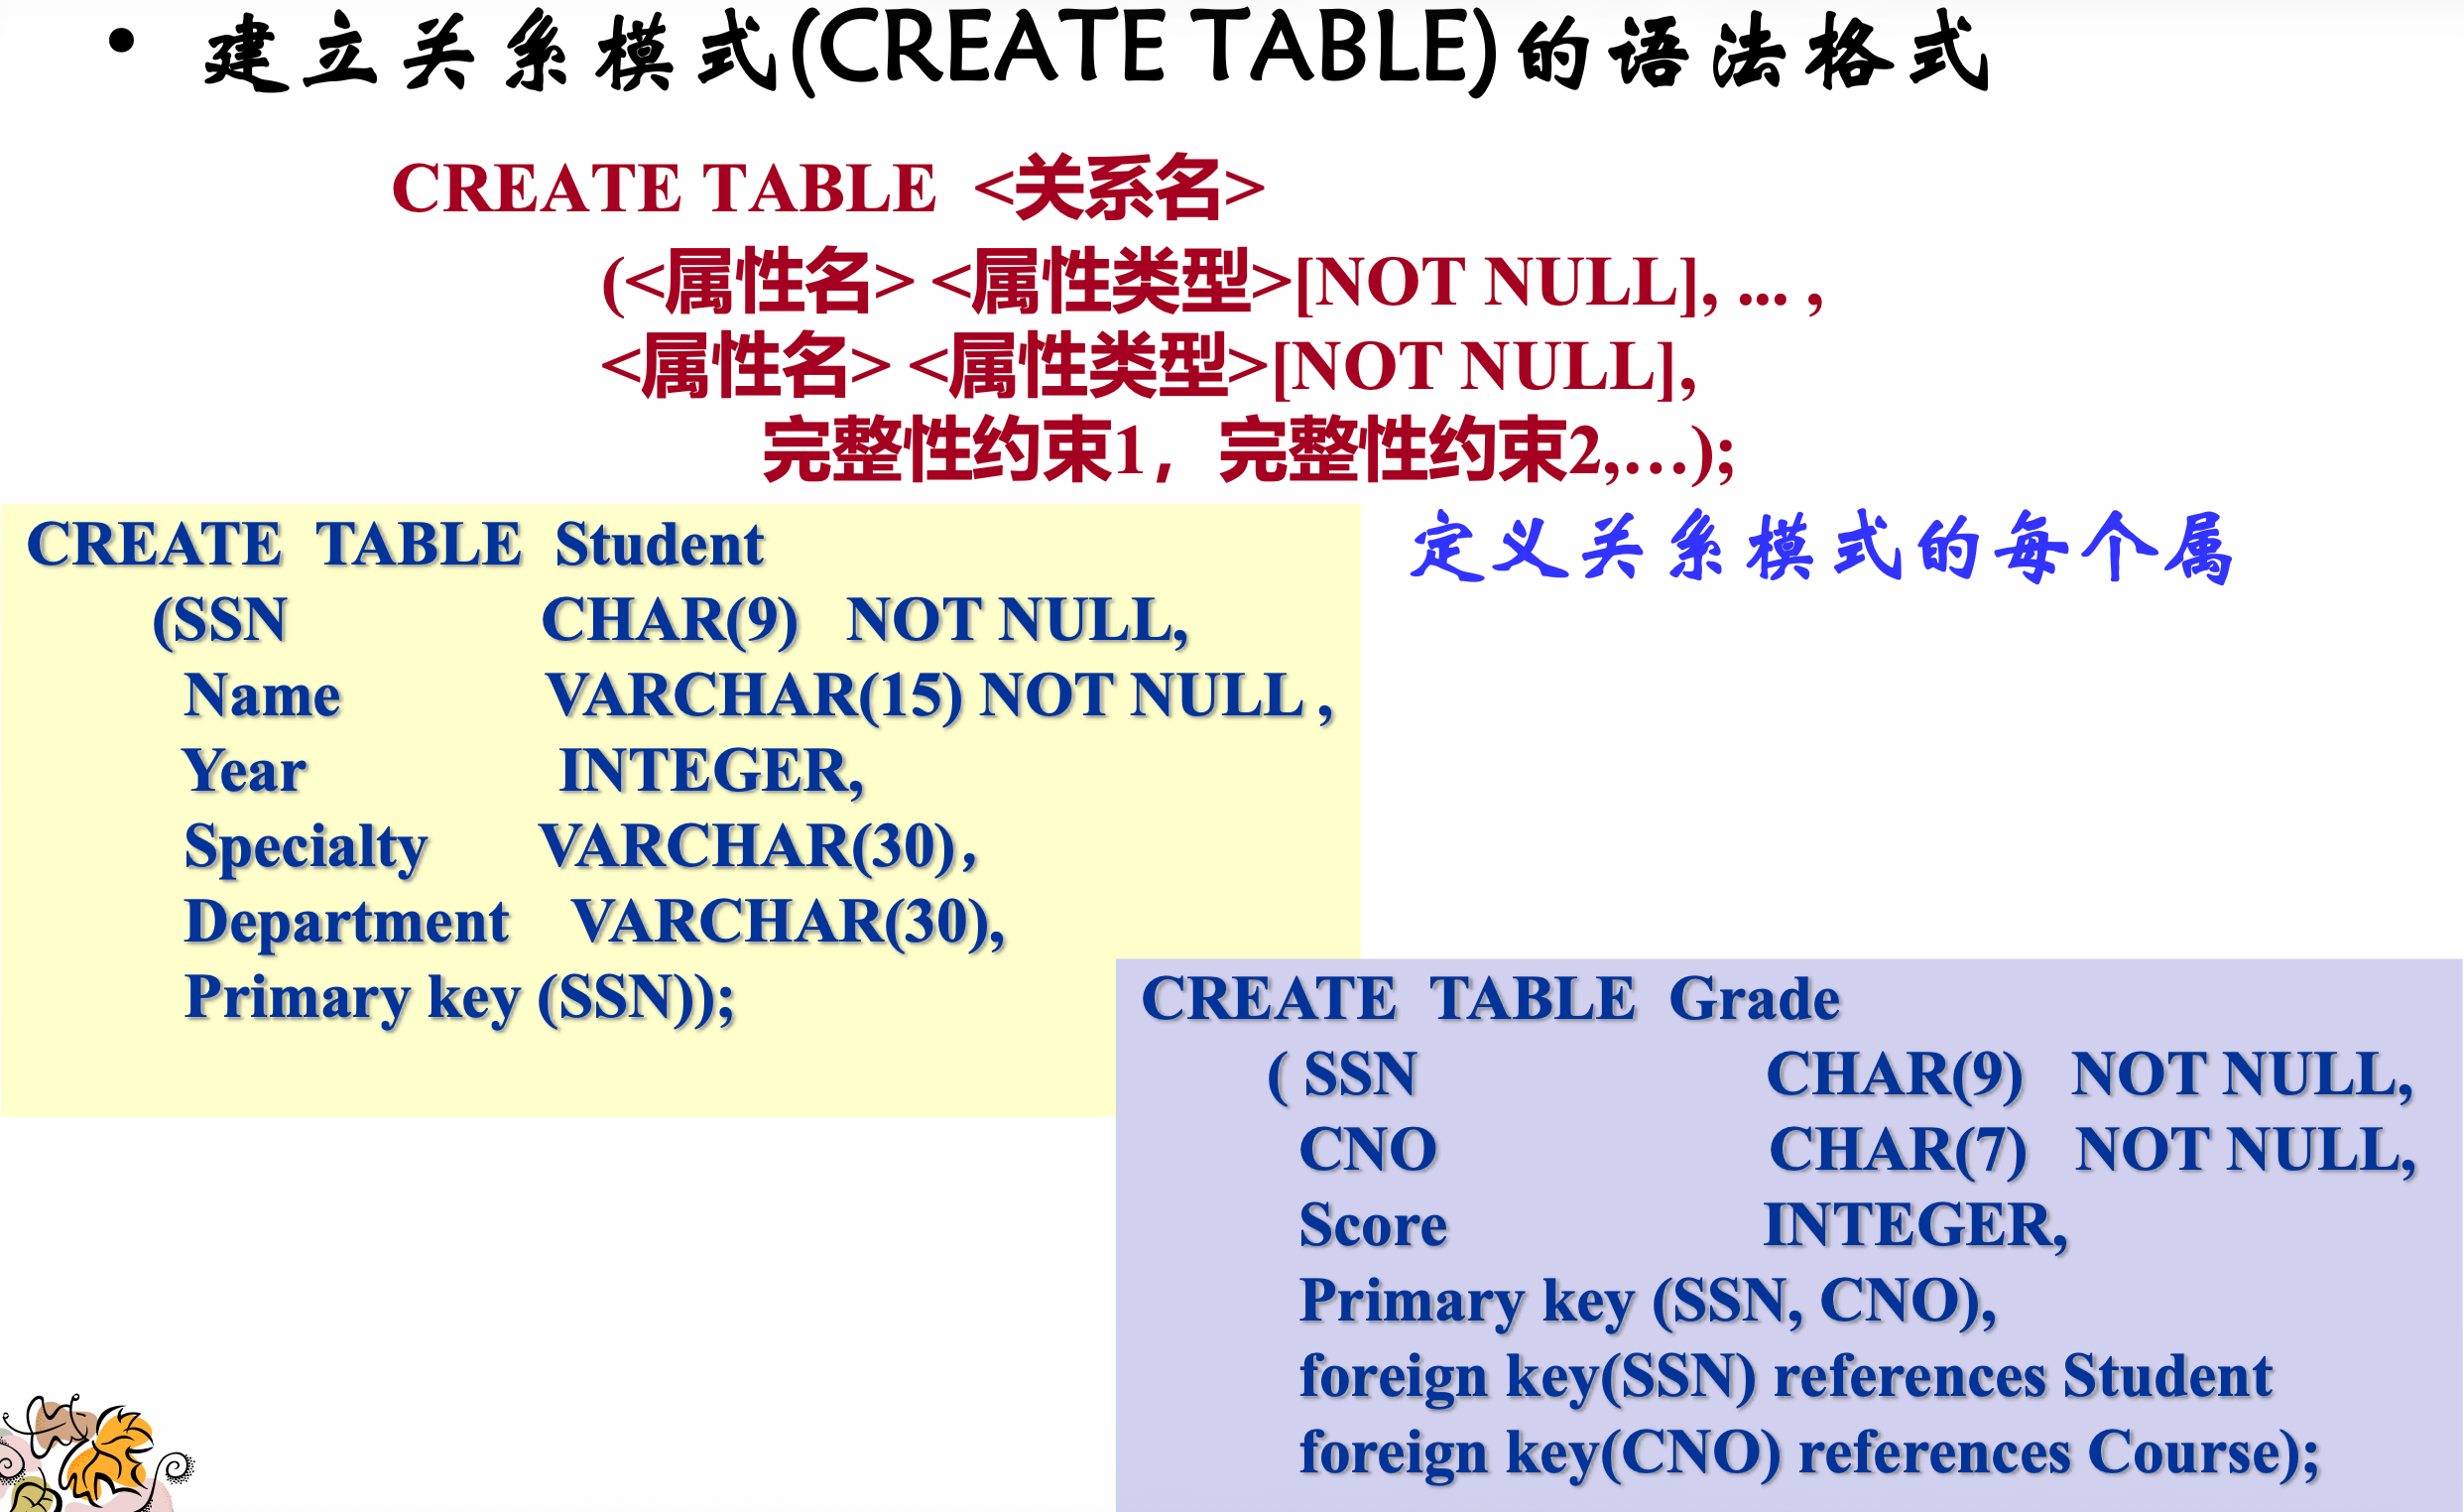 • 建立关系模式(CREATE TABLE)的语法格式
CREATE TABLE <关系名>
(<属性名> <属性类型>[NOT NULL], ... ,
<属性名> <属性类型>[NOT NULL],
完整性约束1，完整性约束2,…);
定义关系模式的每个属
CREATE TABLE Student
(SSN CHAR(9) NOT NULL,
Name VARCHAR(15) NOT NULL ,
Year INTEGER,
Specialty VARCHAR(30),
Department VARCHAR(30),
Primary key (SSN));
CREATE TABLE Grade
( SSN CHAR(9) NOT NULL,
CNO CHAR(7) NOT NULL,
Score INTEGER,
Primary key (SSN, CNO),
foreign key(SSN) references Student
foreign key(CNO) references Course);